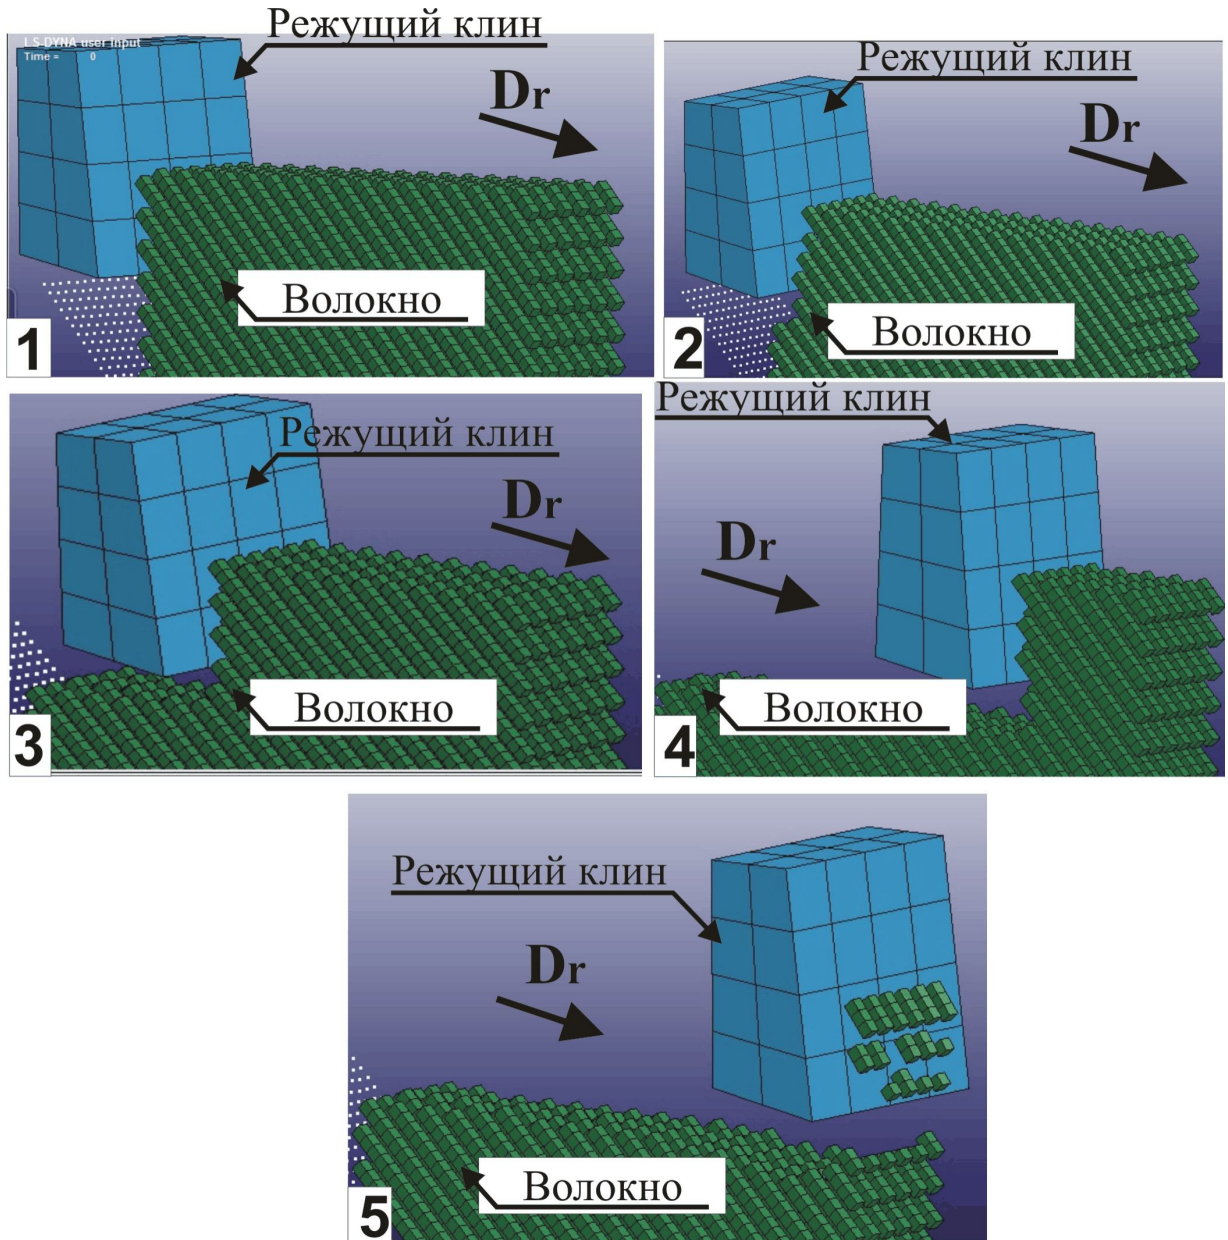 LS-DYNA user input
Time = 0
Режущий клин
Dr
Волокно
1
Режущий клин
Dr
Волокно
2
Режущий клин
Dr
Волокно
3
Режущий клин
Dr
Волокно
4
Режущий клин
Dr
Волокно
5